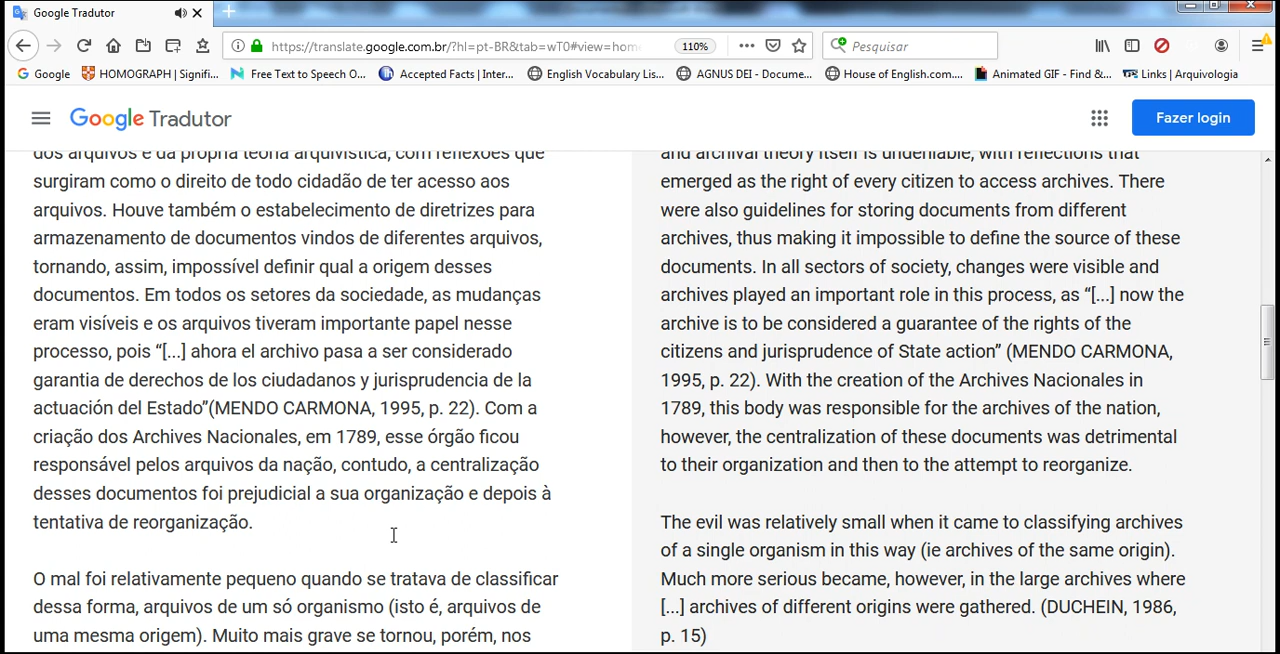 Google Tradutor
https://translate.google.com.br/?hl=pt-BR&tab=wT0#view=hom
110%
Pesquisar
Google
HOMOGRAPH | Signifi...
Free Text to Speech O...
Accepted Facts | Inter...
English Vocabulary Lis...
AGNUS DEI - Docume...
House of English.com....
Animated GIF - Find &...
Links | Arquivologia
Google Tradutor
Fazer login
dos arquivos e da própria teoria arquivística, com reflexões que
surgiram como o direito de todo cidadão de ter acesso aos
arquivos. Houve também o estabelecimento de diretrizes para
armazenamento de documentos vindos de diferentes arquivos,
tornando, assim, impossível definir qual a origem desses
documentos. Em todos os setores da sociedade, as mudanças
eram visíveis e os arquivos tiveram importante papel nesse
processo, pois “[...] ahora el archivo pasa a ser considerado
garantia de derechos de los ciudadanos y jurisprudencia de la
actuación del Estado”(MENDO CARMONA, 1995, p. 22). Com a
criação dos Archives Nacionales, em 1789, esse órgão ficou
responsável pelos arquivos da nação, contudo, a centralização
desses documentos foi prejudicial a sua organização e depois à
tentativa de reorganização.
O mal foi relativamente pequeno quando se tratava de classificar
dessa forma, arquivos de um só organismo (isto é, arquivos de
uma mesma origem). Muito mais grave se tornou, porém, nos
and archival theory itself is undeniable, with reflections that
emerged as the right of every citizen to access archives. There
were also guidelines for storing documents from different
archives, thus making it impossible to define the source of these
documents. In all sectors of society, changes were visible and
archives played an important role in this process, as “[...] now the
archive is to be considered a guarantee of the rights of the
citizens and jurisprudence of State action” (MENDO CARMONA,
1995, p. 22). With the creation of the Archives Nacionales in
1789, this body was responsible for the archives of the nation,
however, the centralization of these documents was detrimental
to their organization and then to the attempt to reorganize.
The evil was relatively small when it came to classifying archives
of a single organism in this way (ie archives of the same origin).
Much more serious became, however, in the large archives where
[...] archives of different origins were gathered. (DUCHEIN, 1986,
p. 15)